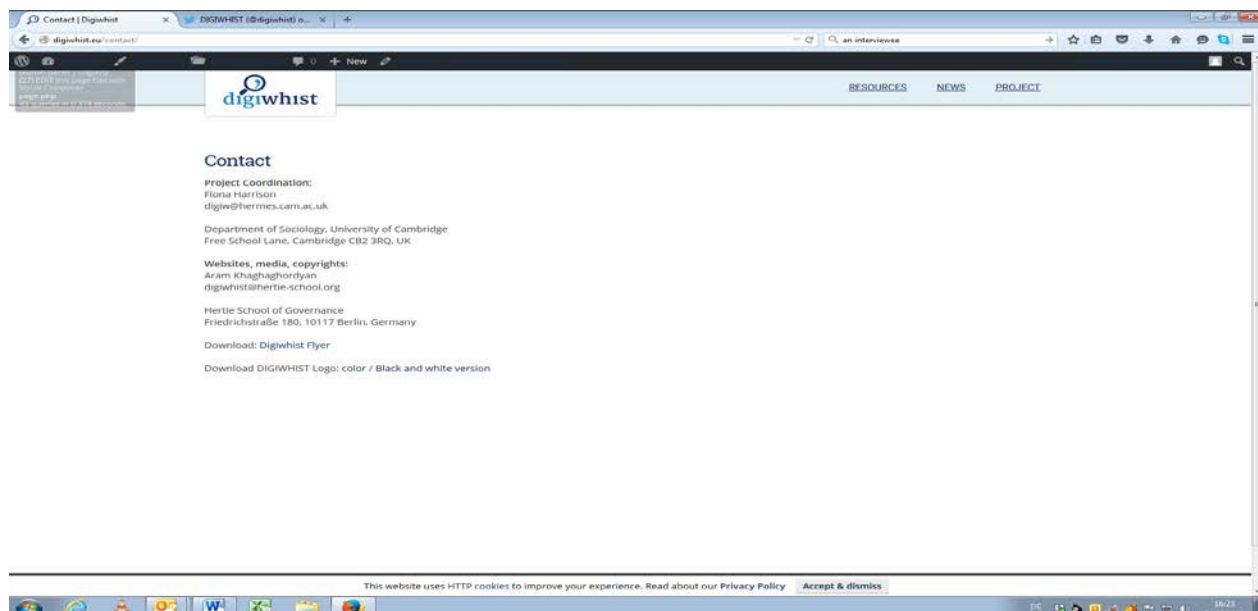 Contact | Digiwhist
DIGIWHIST (@digiwhist) o...
digiwhist.eu/contact/
an interviewee
0
New
digiwhist
RESOURCES NEWS PROJECT
Contact
Project Coordination:
Fiona Harrison
digiw@hermes.cam.ac.uk
Department of Sociology, University of Cambridge
Free School Lane, Cambridge CB2 3RQ, UK
Websites, media, copyrights:
Aram Khaghaghordyan
digiwhist@hertie-school.org
Hertie School of Governance
Friedrichstraße 180, 10117 Berlin, Germany
Download: Digiwhist Flyer
Download DIGIWHIST Logo: color / Black and white version
This website uses HTTP cookies to improve your experience. Read about our Privacy Policy Accept & dismiss
DE
16:23